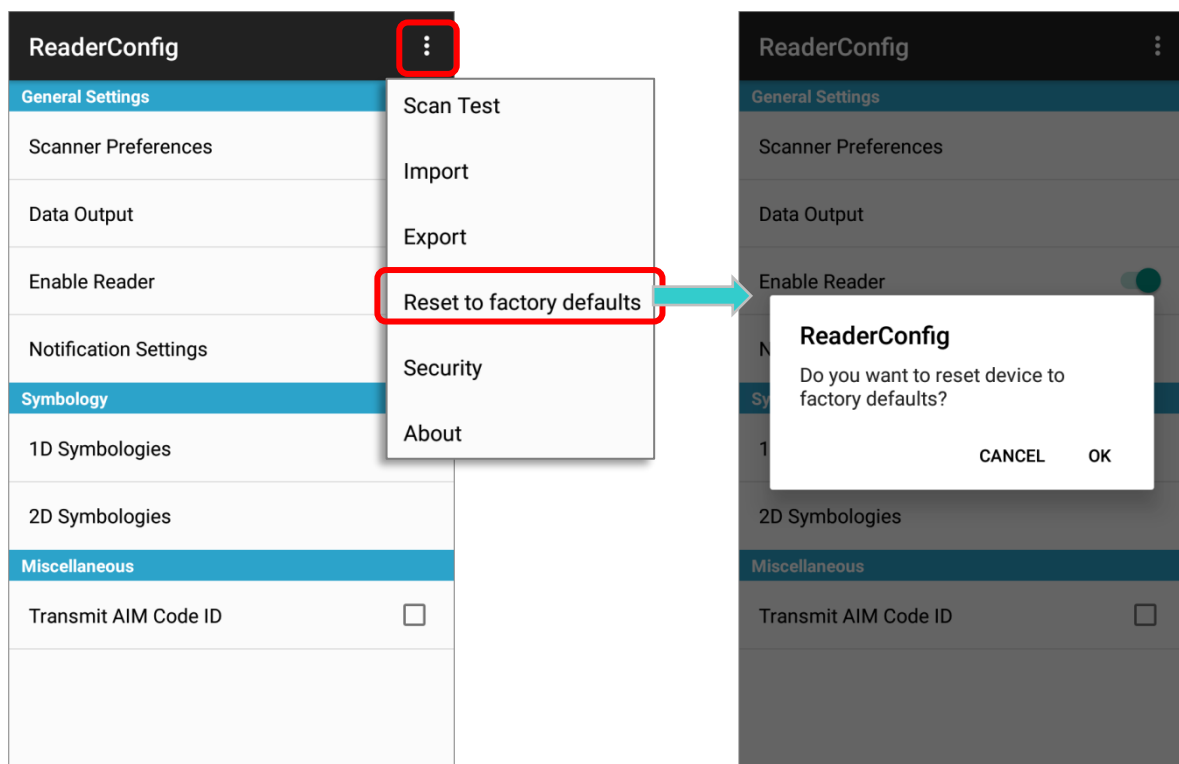 ReaderConfig
General Settings
Scanner Preferences
Data Output
Enable Reader
Notification Settings
Symbology
1D Symbologies
2D Symbologies
Miscellaneous
Transmit AIM Code ID
Scan Test
Import
Export
Reset to factory defaults
Security
About
ReaderConfig
General Settings
Scanner Preferences
Data Output
Enable Reader
N
ReaderConfig
Do you want to reset device to
factory defaults?
CANCEL OK
Sy
1
2D Symbologies
Miscellaneous
Transmit AIM Code ID